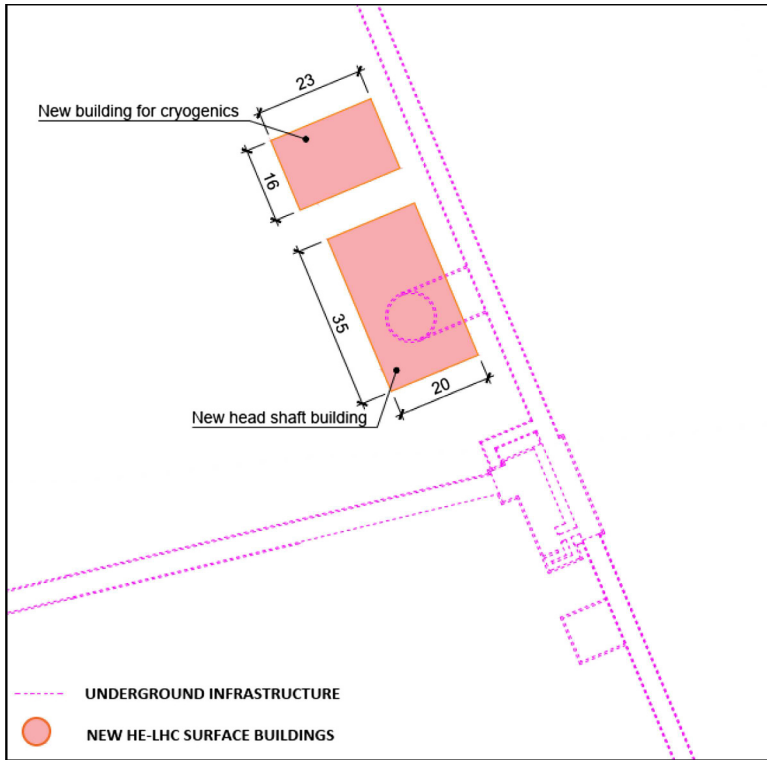 23
New building for cryogenics
16
35
20
New head shaft building
UNDERGROUND INFRASTRUCTURE
NEW HE-LHC SURFACE BUILDINGS